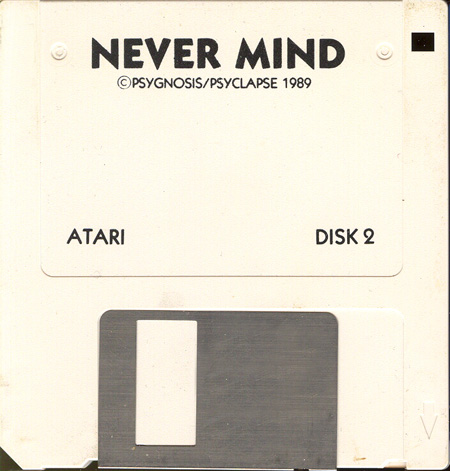 NEVER MIND
©PSYGNOSIS/PSYCLAPSE 1989
ATARI DISK 2